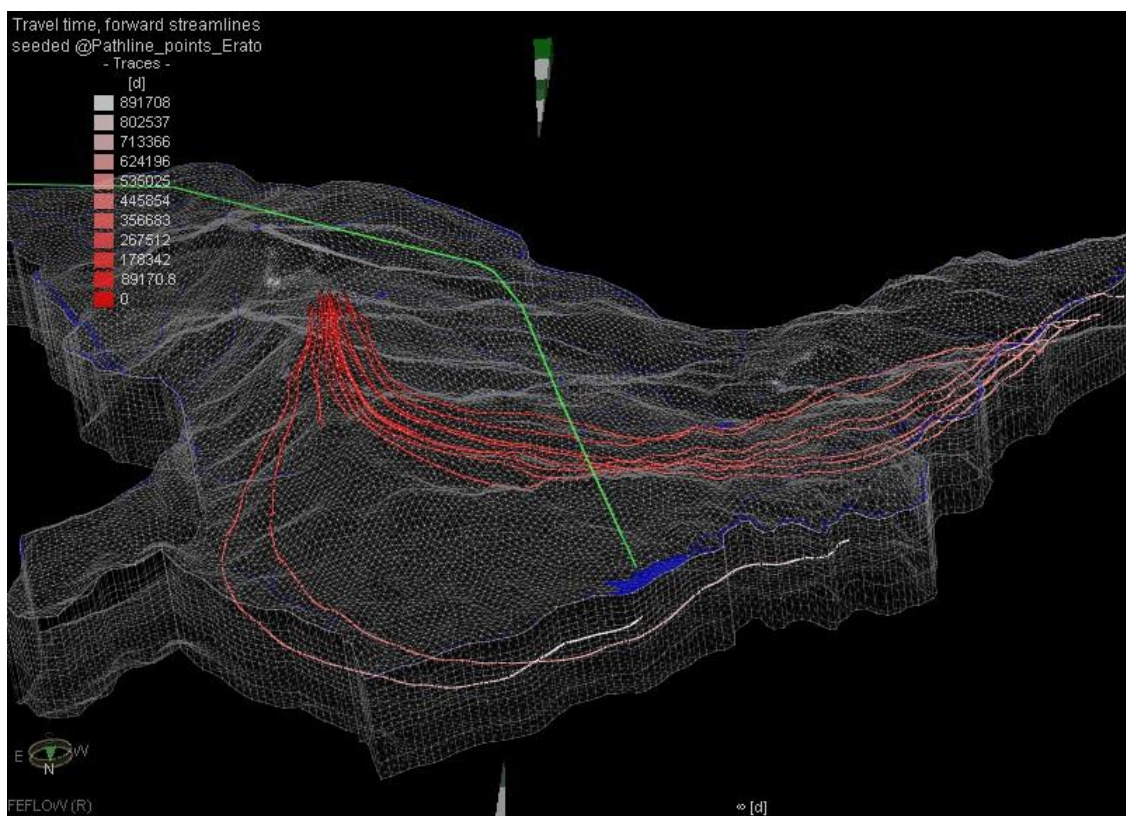 Travel time, forward streamlines
seeded @Pathline_points_Erato
- Traces -
[d]
891708
802537
713366
624196
535025
445854
356683
267512
178342
89170.8
0
E W
N
FEFLOW (R)
∞ [d]